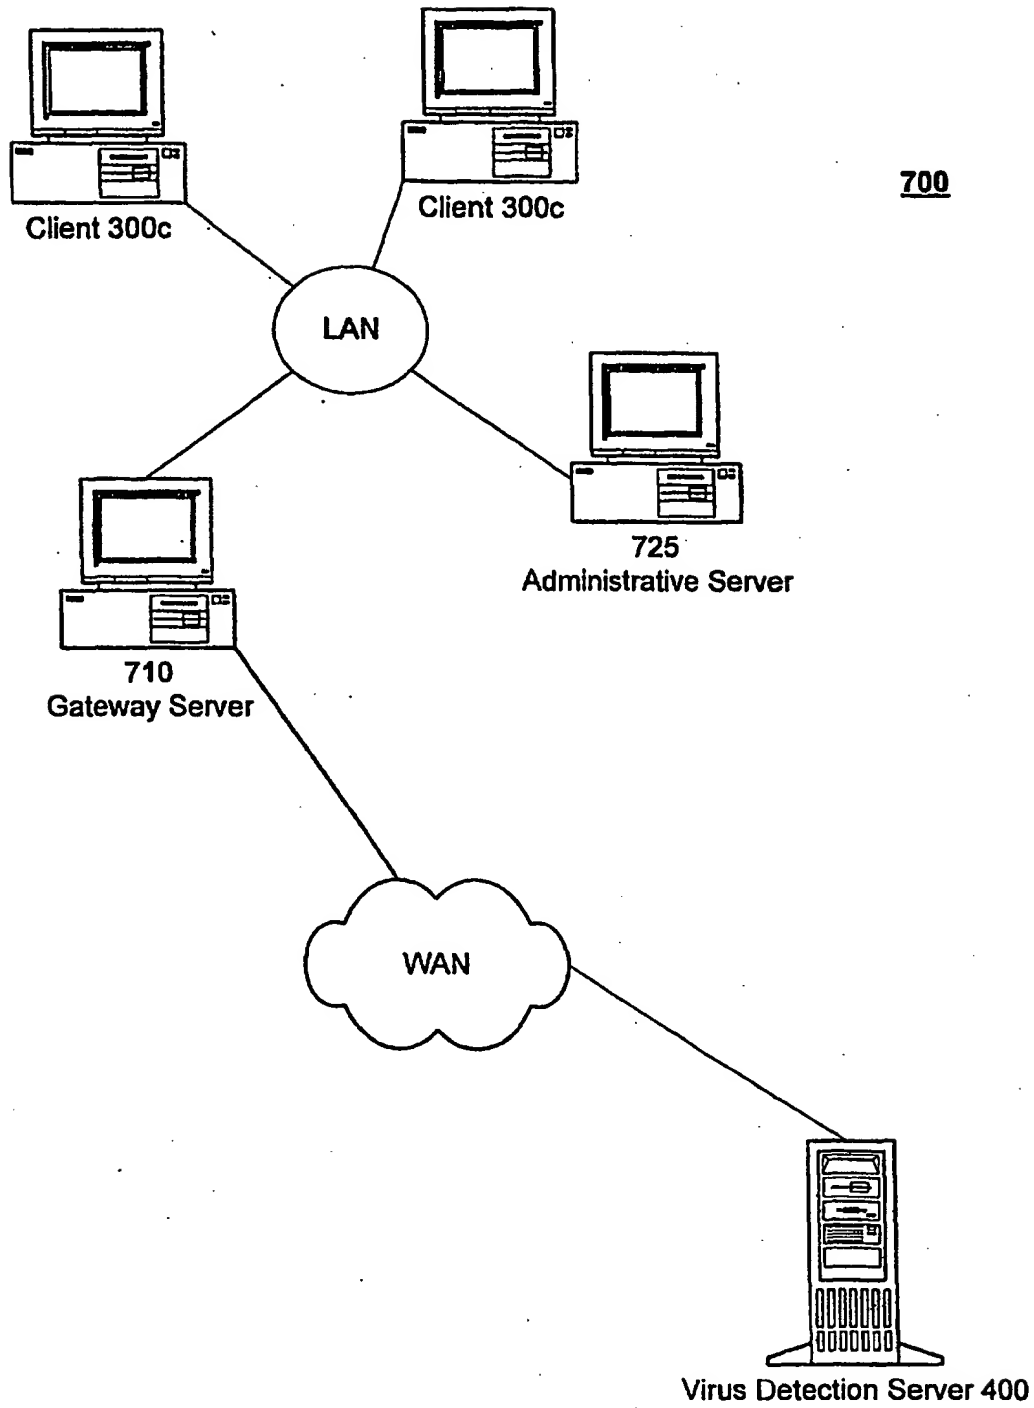 Client 300c
Client 300c
700
LAN
725
Administrative Server
710
Gateway Server
WAN
Virus Detection Server 400